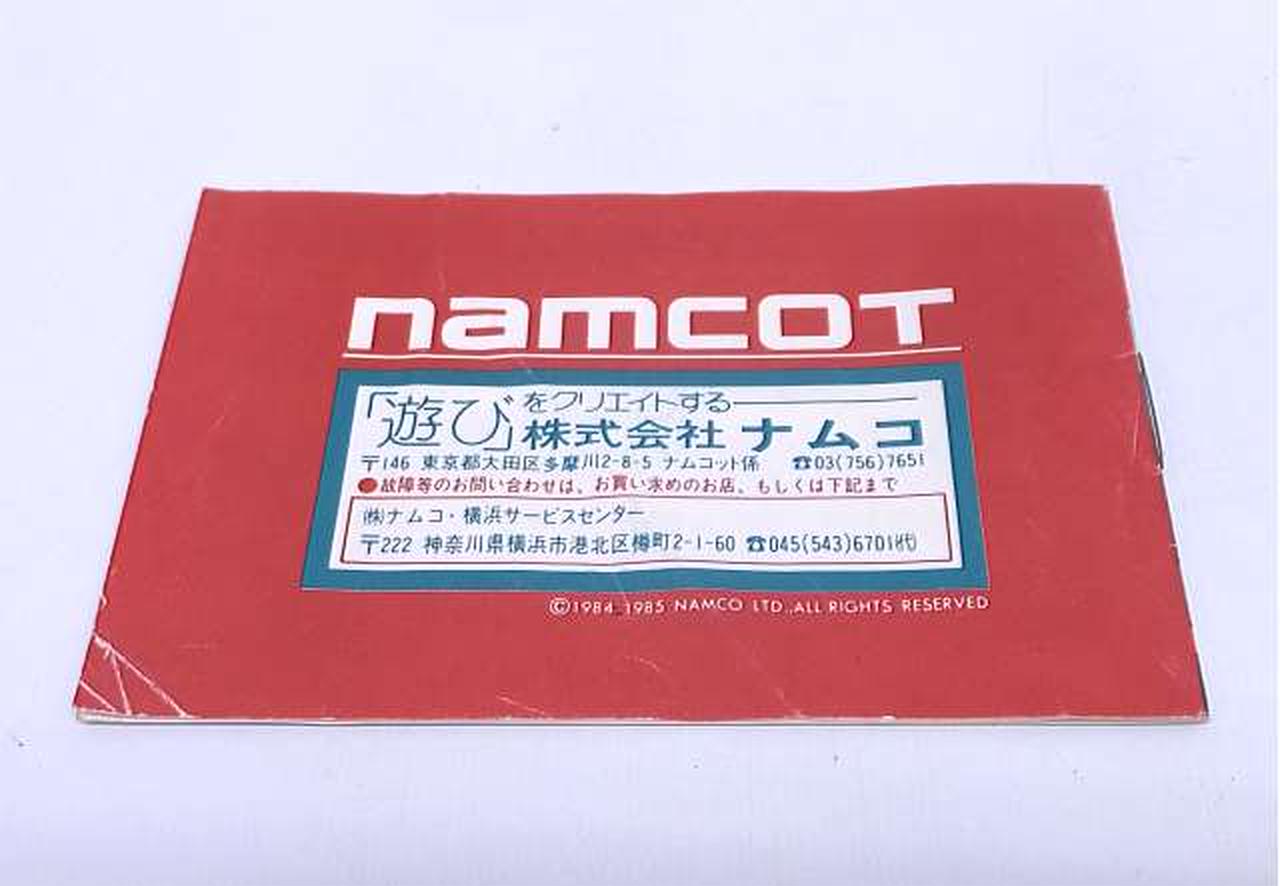 namcot
「遊び」をクリエイトする
株式会社ナムコ
〒146 東京都大田区多摩川2-8-5 ナムコット係 ☎03(756)7651
●故障等のお問い合わせは、お買い求めのお店、もしくは下記まで
㈱ナムコ・横浜サービスセンター
〒222 神奈川県横浜市港北区樽町2-1-60 ☎045(543)6701㈹
©1984 1985 NAMCO LTD., ALL RIGHTS RESERVED